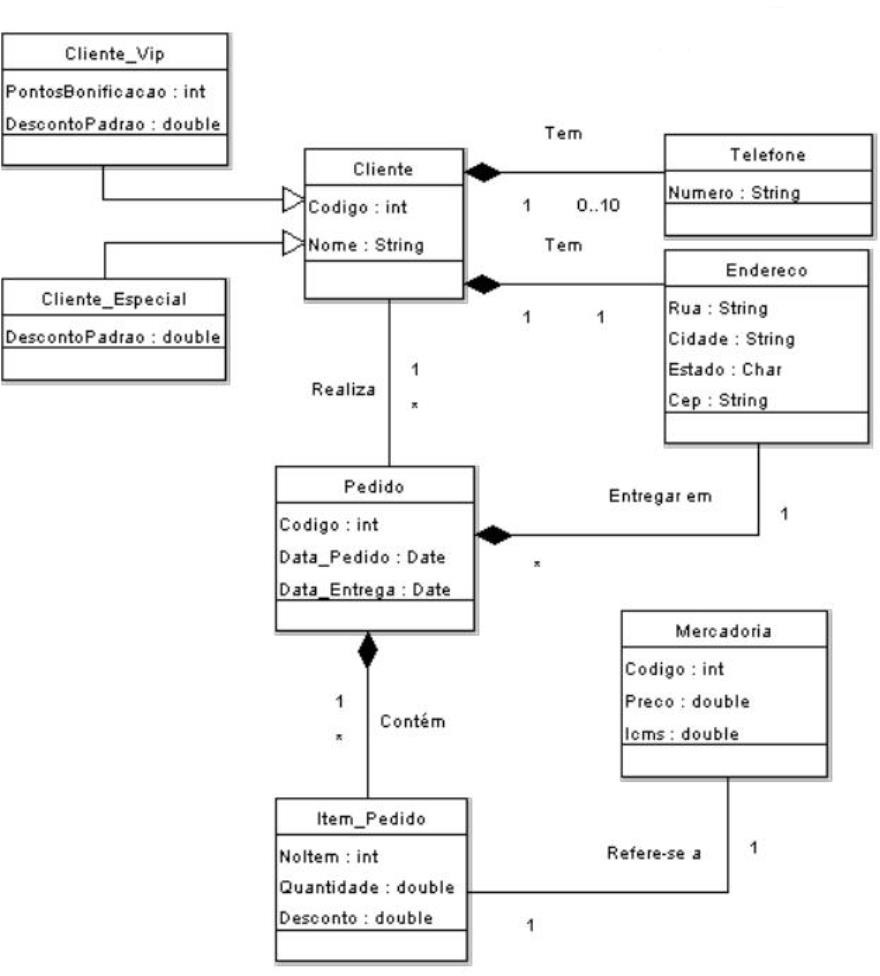 Cliente_Vip
PontosBonificacao : int
DescontoPadrao : double
Cliente
Codigo : int
Nome : String
Tem
1
0..10
Telefone
Numero : String
Tem
1
1
Endereco
Rua : String
Cidade : String
Estado : Char
Cep : String
Cliente_Especial
DescontoPadrao : double
Realiza
1
*
Pedido
Codigo : int
Data_Pedido : Date
Data_Entrega : Date
Entregar em
1
*
1
*
Contém
Mercadoria
Codigo : int
Preco : double
Icms : double
Item_Pedido
NoItem : int
Quantidade : double
Desconto : double
Refere-se a
1
1